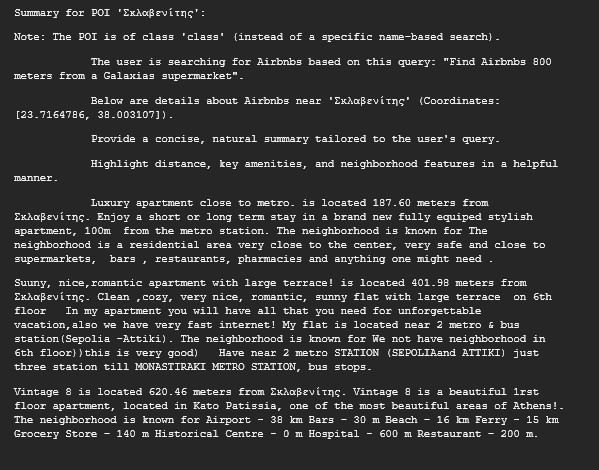 Summary for POI 'Σκλαβενίτης':
Note: The POI is of class 'class' (instead of a specific name-based search).
The user is searching for Airbnbs based on this query: "Find Airbnbs 800
meters from a Galaxias supermarket".
Below are details about Airbnbs near 'Σκλαβενίτης' (Coordinates:
[23.7164786, 38.003107]).
Provide a concise, natural summary tailored to the user's query.
Highlight distance, key amenities, and neighborhood features in a helpful
manner.
Luxury apartment close to metro. is located 187.60 meters from
Σκλαβενίτης. Enjoy a short or long term stay in a brand new fully equiped stylish
apartment, 100m  from the metro station. The neighborhood is known for The
neighborhood is a residential area very close to the center, very safe and close to
supermarkets,  bars , restaurants, pharmacies and anything one might need .
Suuny, nice,romantic apartment with large terrace! is located 401.98 meters from
Σκλαβενίτης. Clean ,cozy, very nice, romantic, sunny flat with large terrace  on 6th
floor   In my apartment you will have all that you need for unforgettable
vacation,also we have very fast internet! My flat is located near 2 metro & bus
station(Sepolia -Attiki). The neighborhood is known for We not have neighborhood in
6th floor))this is very good)   Have near 2 metro STATION (SEPOLIAand ATTIKI) just
three station till MONASTIRAKI METRO STATION, bus stops.
Vintage 8 is located 620.46 meters from Σκλαβενίτης. Vintage 8 is a beautiful 1rst
floor apartment, located in Kato Patissia, one of the most beautiful areas of Athens!.
The neighborhood is known for Airport - 38 km Bars - 30 m Beach - 16 km Ferry - 15 km
Grocery Store - 140 m Historical Centre - 0 m Hospital - 600 m Restaurant - 200 m.